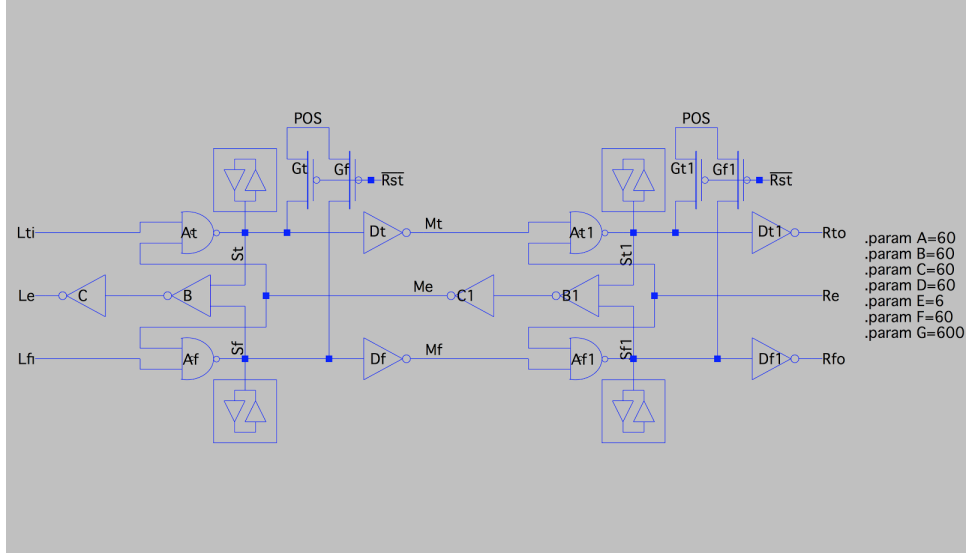 POS POS
Gt Gf R̅s̅t̅ Gt1 Gf1 R̅s̅t̅
Lti At Dt Mt At1 Dt1 Rto
St St1
Le C B Me C1 B1 Re
Sf Sf1
Lfi Af Df Mf Af1 Df1 Rfo
.param A=60
.param B=60
.param C=60
.param D=60
.param E=6
.param F=60
.param G=600